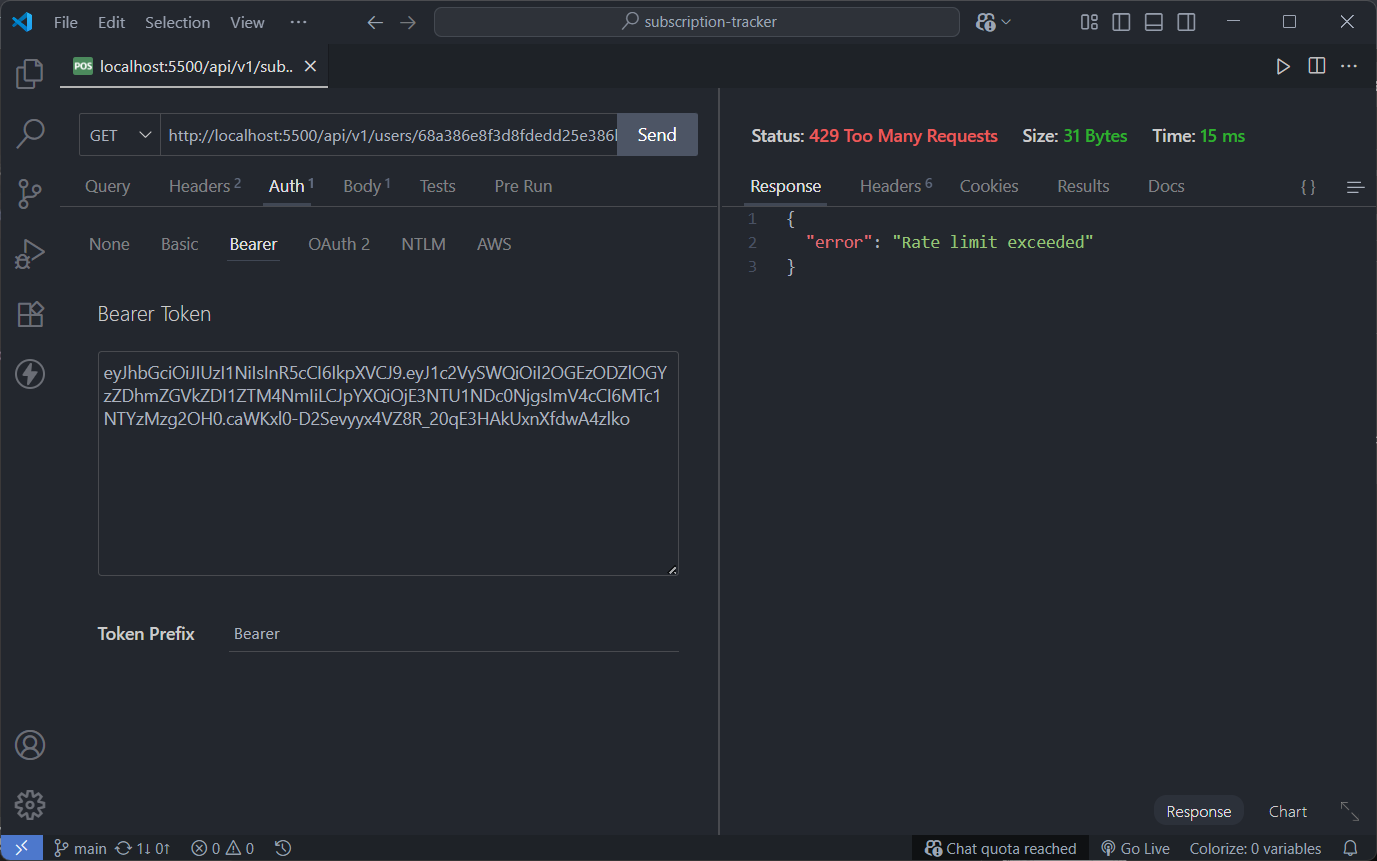 File Edit Selection View ···
subscription-tracker
POS localhost:5500/api/v1/sub..
GET http://localhost:5500/api/v1/users/68a386e8f3d8fdedd25e386l Send
Query Headers 2 Auth 1 Body 1 Tests Pre Run
None Basic Bearer OAuth 2 NTLM AWS
Bearer Token
eyJhbGciOiJIUzI1NiIsInR5cCI6IkpXVCJ9.eyJ1c2VySWQiOiI2OGEzODZlOGY
zZDhmZGVkZDI1ZTM4NmIiLCJpYXQiOjE3NTU1NDc0NjgsImV4cCI6MTc1
NTYzMzg2OH0.caWKxl0-D2Sevyyx4VZ8R_20qE3HAkUxnXfdwA4zlko
Token Prefix Bearer
Status: 429 Too Many Requests Size: 31 Bytes Time: 15 ms
Response Headers 6 Cookies Results Docs { }
1 {
2 "error": "Rate limit exceeded"
3 }
Response Chart
main 1↓ 0↑ 0 0 Chat quota reached Go Live Colorize: 0 variables